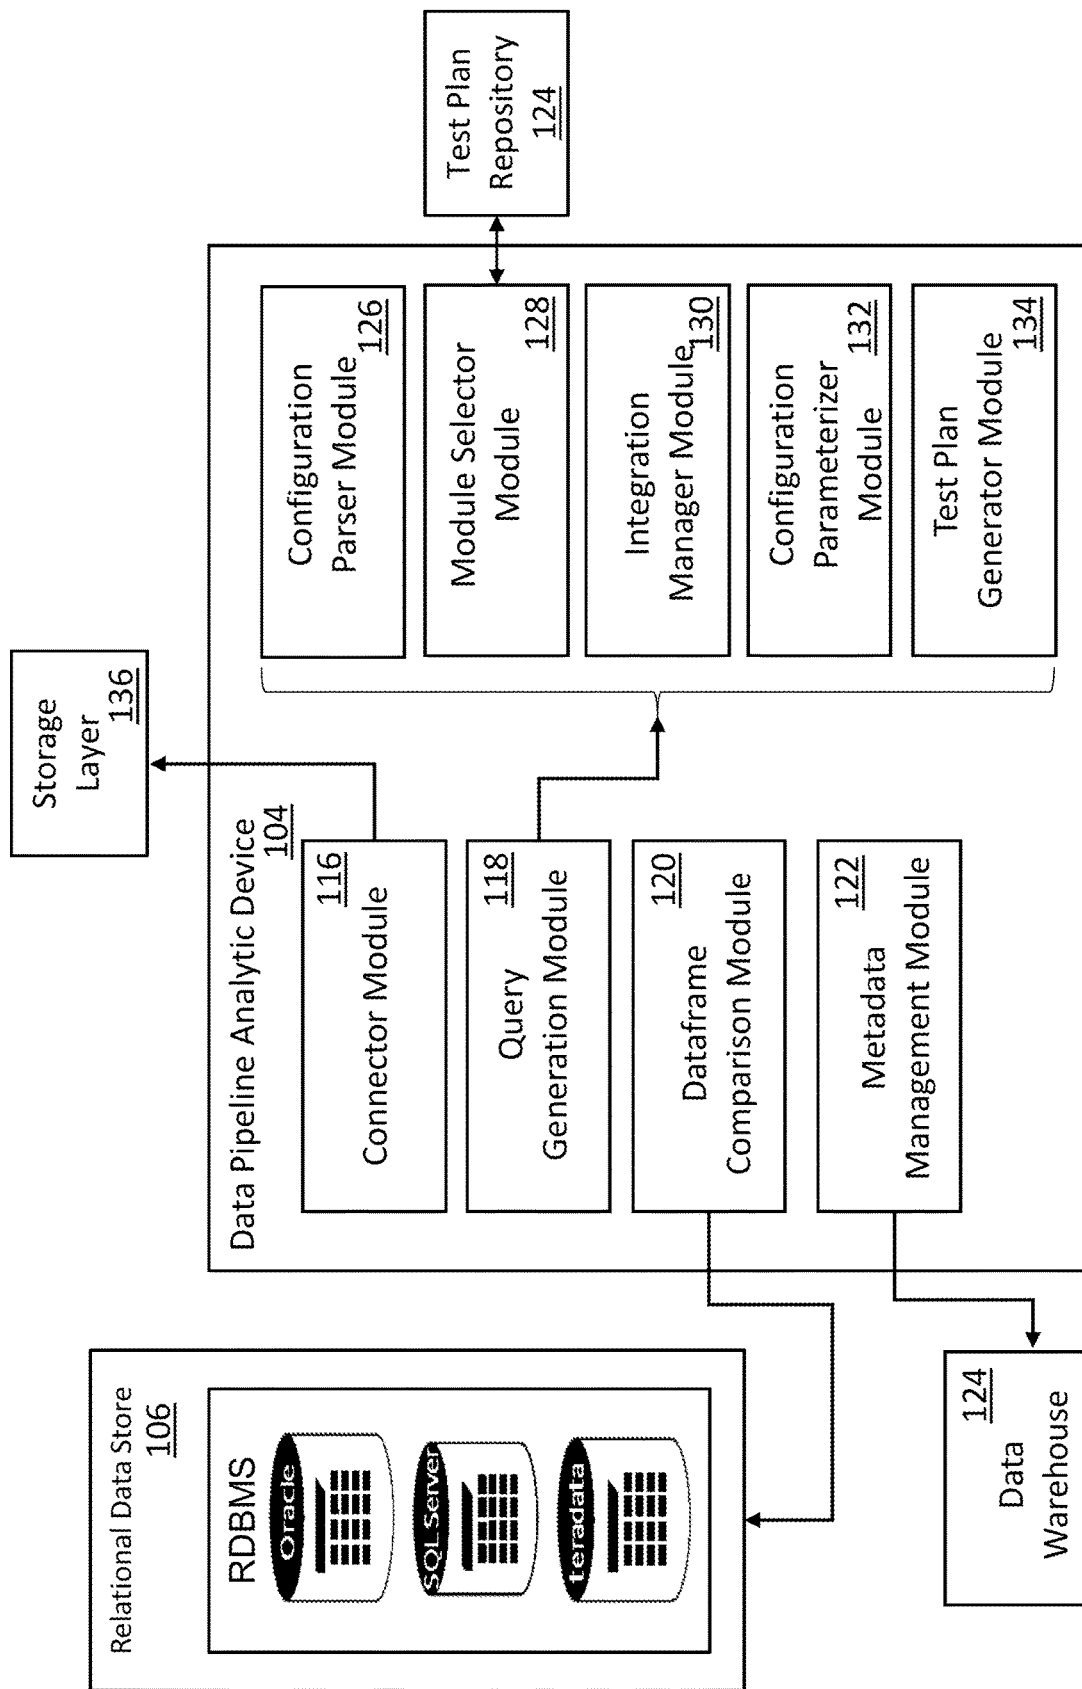 Relational Data Store
106
RDBMS
Oracle
SQLServer
teradata
124
Data
Warehouse
Data Pipeline Analytic Device
104
116
Connector Module
118
Query
Generation Module
120
Dataframe
Comparison Module
122
Metadata
Management Module
Storage
Layer
136
Configuration
Parser Module
126
Module Selector
Module
128
Integration
Manager Module
130
Configuration
Parameterizer
Module
132
Test Plan
Generator Module
134
Test Plan
Repository
124